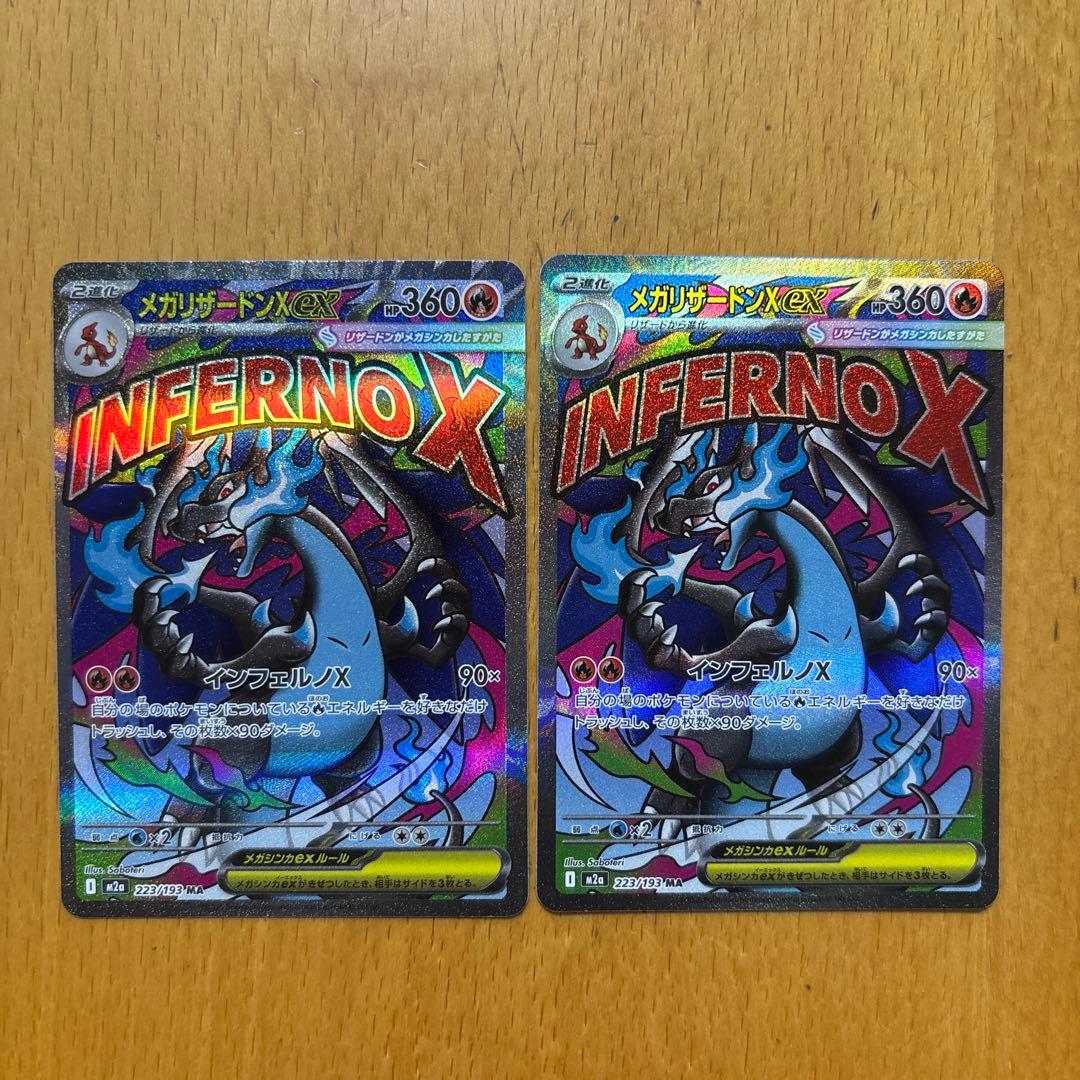 2進化
メガリザードンXex
HP360
リザードから進化
リザードンがメガシンカしたすがた
INFERNO X
インフェルノX
90×
自分の場のポケモンについているエネルギーを好きなだけ
トラッシュし、その枚数×90ダメージ。
弱点 ×2 抵抗力 にげる
メガシンカexルール
Illus. Saboteri
メガシンカexがきぜつしたとき、相手はサイドを3枚とる。
I m2a 223/193 MA
2進化
メガリザードンXex
HP360
リザードから進化
リザードンがメガシンカしたすがた
INFERNO X
インフェルノX
90×
自分の場のポケモンについているエネルギーを好きなだけ
トラッシュし、その枚数×90ダメージ。
弱点 ×2 抵抗力 にげる
メガシンカexルール
Illus. Saboteri
メガシンカexがきぜつしたとき、相手はサイドを3枚とる。
I m2a 223/193 MA